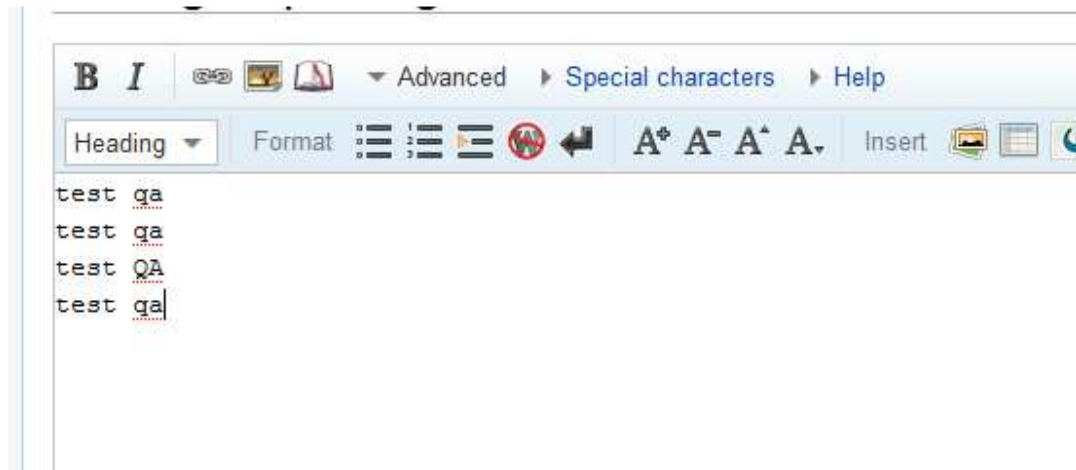 B I Advanced Special characters Help
Heading Format A A A A Insert
test qa
test qa
test QA
test qa